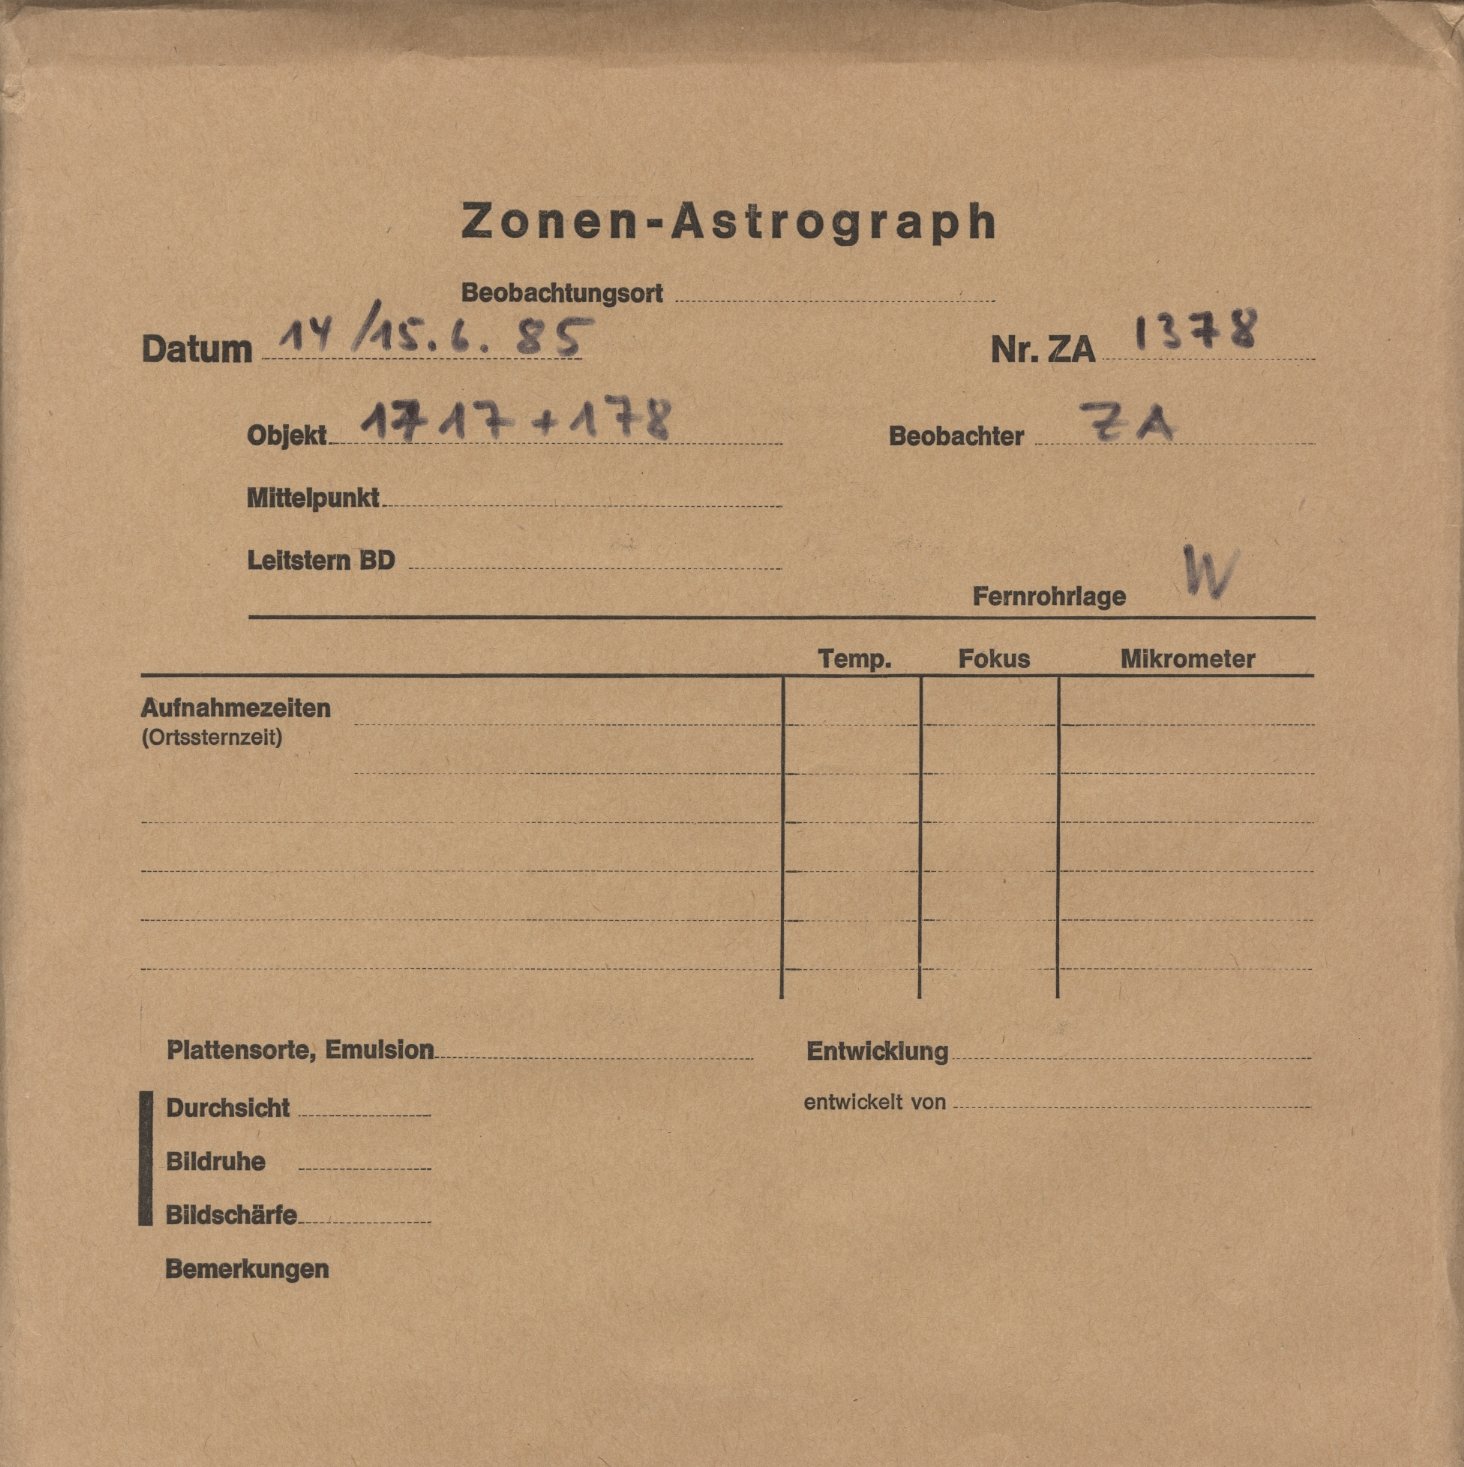 Zonen-Astrograph
Beobachtungsort
Datum 14/15.6.85 Nr. ZA 1378
Objekt 1717+178 Beobachter ZA
Mittelpunkt
Leitstern BD
Fernrohrlage W
Temp. Fokus Mikrometer
Aufnahmezeiten
(Ortssternzeit)
Plattensorte, Emulsion Entwicklung
entwickelt von
Durchsicht
Bildruhe
Bildschärfe
Bemerkungen